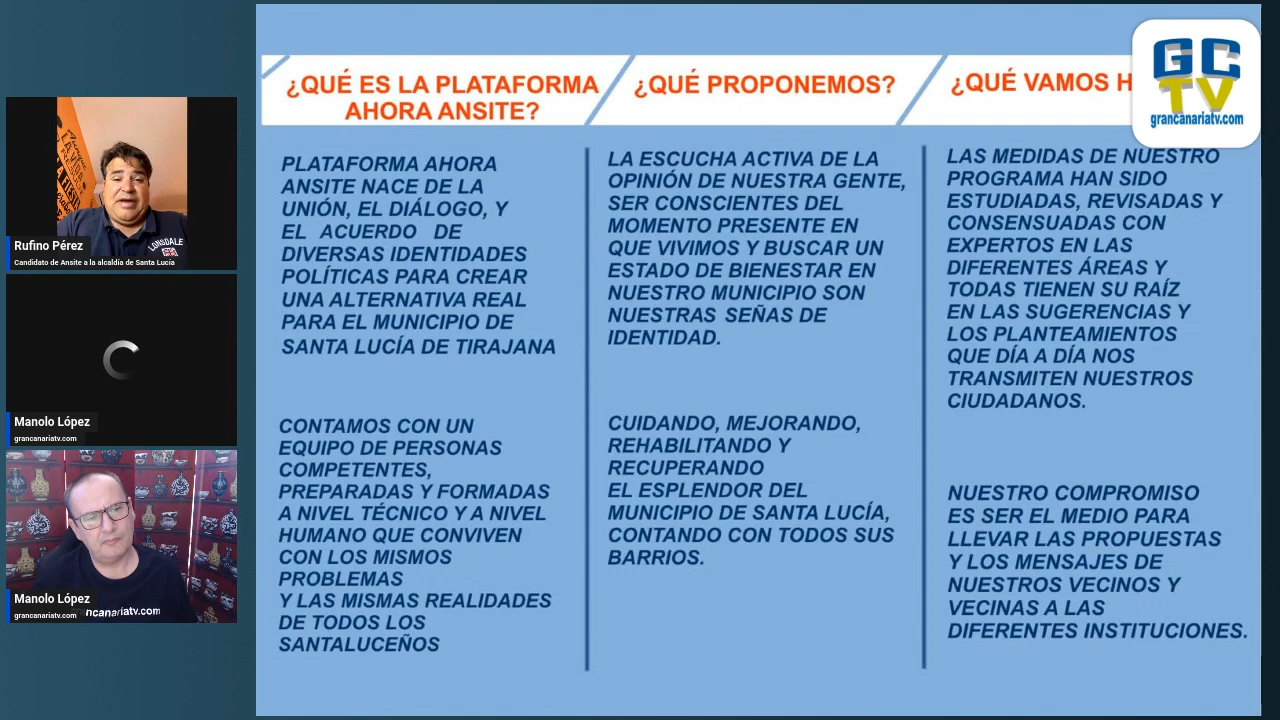 Rufino Pérez
Candidato de Ansite a la alcaldía de Santa Lucía
Manolo López
grancanariatv.com
ncanariatv.com
Manolo López
grancanariatv.com
LONSDALE
¿QUÉ ES LA PLATAFORMA
AHORA ANSITE?
PLATAFORMA AHORA
ANSITE NACE DE LA
UNIÓN, EL DIÁLOGO, Y
EL ACUERDO DE
DIVERSAS IDENTIDADES
POLÍTICAS PARA CREAR
UNA ALTERNATIVA REAL
PARA EL MUNICIPIO DE
SANTA LUCÍA DE TIRAJANA
CONTAMOS CON UN
EQUIPO DE PERSONAS
COMPETENTES,
PREPARADAS Y FORMADAS
A NIVEL TÉCNICO Y A NIVEL
HUMANO QUE CONVIVEN
CON LOS MISMOS
PROBLEMAS
Y LAS MISMAS REALIDADES
DE TODOS LOS
SANTALUCEÑOS
¿QUÉ PROPONEMOS?
LA ESCUCHA ACTIVA DE LA
OPINIÓN DE NUESTRA GENTE,
SER CONSCIENTES DEL
MOMENTO PRESENTE EN
QUE VIVIMOS Y BUSCAR UN
ESTADO DE BIENESTAR EN
NUESTRO MUNICIPIO SON
NUESTRAS SEÑAS DE
IDENTIDAD.
CUIDANDO, MEJORANDO,
REHABILITANDO Y
RECUPERANDO
EL ESPLENDOR DEL
MUNICIPIO DE SANTA LUCÍA,
CONTANDO CON TODOS SUS
BARRIOS.
¿QUÉ VAMOS H
LAS MEDIDAS DE NUESTRO
PROGRAMA HAN SIDO
ESTUDIADAS, REVISADAS Y
CONSENSUADAS CON
EXPERTOS EN LAS
DIFERENTES ÁREAS Y
TODAS TIENEN SU RAÍZ
EN LAS SUGERENCIAS Y
LOS PLANTEAMIENTOS
QUE DÍA A DÍA NOS
TRANSMITEN NUESTROS
CIUDADANOS.
NUESTRO COMPROMISO
ES SER EL MEDIO PARA
LLEVAR LAS PROPUESTAS
Y LOS MENSAJES DE
NUESTROS VECINOS Y
VECINAS A LAS
DIFERENTES INSTITUCIONES.
GC
TV
grancanariatv.com